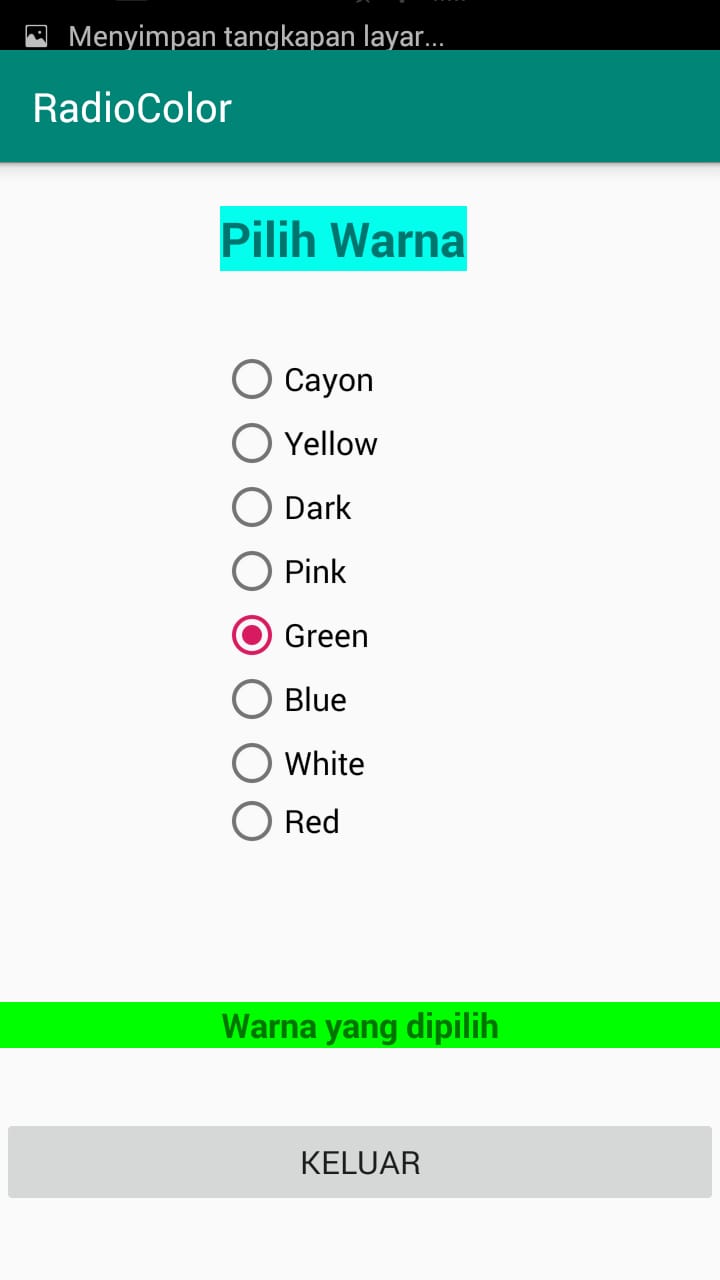 Menyimpan tangkapan layar...
RadioColor
Pilih Warna
Cayon
Yellow
Dark
Pink
Green
Blue
White
Red
Warna yang dipilih
KELUAR